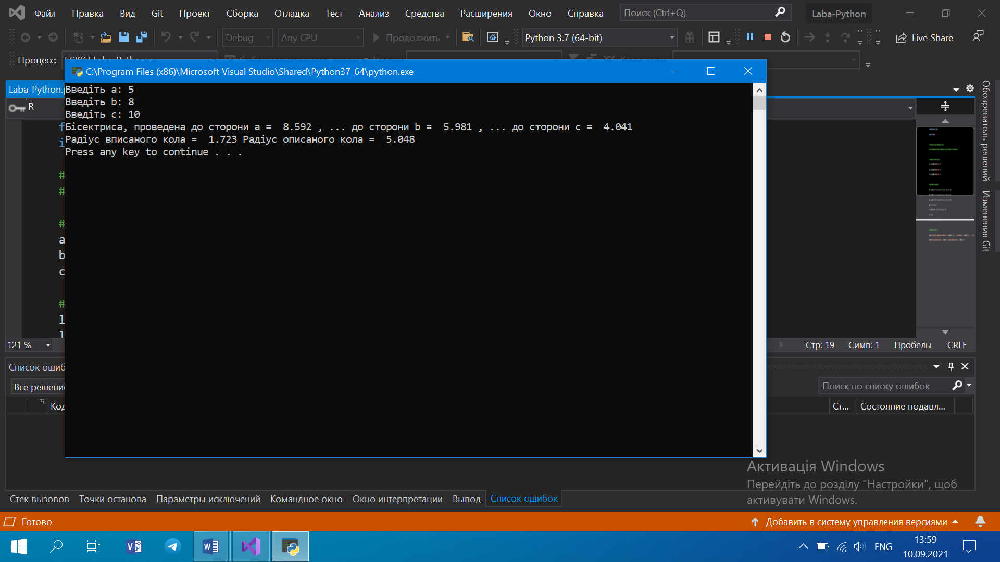 Файл Правка Вид Git Проект Сборка Отладка Тест Анализ Средства Расширения Окно Справка Поиск (Ctrl+Q) Laba-Python
Debug Any CPU Продолжить Python 3.7 (64-bit) Live Share
Процесс:
C:\Program Files (x86)\Microsoft Visual Studio\Shared\Python37_64\python.exe
Laba_Python.
R
Введіть a: 5
Введіть b: 8
Введіть c: 10
Бісектриса, проведена до сторони a =  8.592 , ... до сторони b =  5.981 , ... до сторони c =  4.041
Радіус вписаного кола =  1.723 Радіус описаного кола =  5.048
Press any key to continue . . .
f
i
#
#
#
a
b
c
#
l
Обозреватель решений
Изменения Git
121 % Стр: 19 Симв: 1 Пробелы CRLF
Список ошиб
Все решени Поиск по списку ошибок
Код Ст... Состояние подавл...
Активація Windows
Перейдіть до розділу "Настройки", щоб
активувати Windows.
Стек вызовов Точки останова Параметры исключений Командное окно Окно интерпретации Вывод Список ошибок
Готово Добавить в систему управления версиями
ENG 13:59
10.09.2021